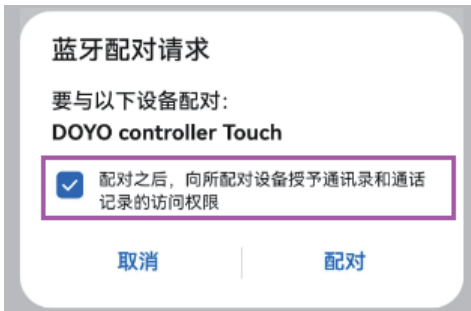 蓝牙配对请求
要与以下设备配对：
DOYO controller Touch
配对之后，向所配对设备授予通讯录和通话
记录的访问权限
取消
配对